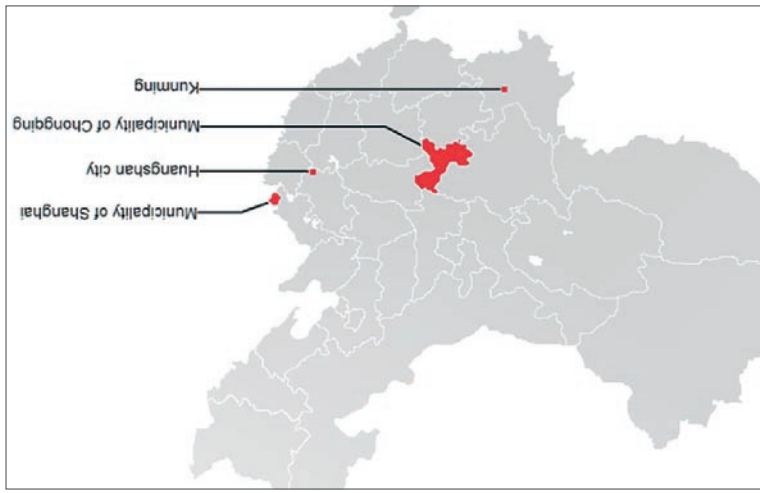 Municipality of Shanghai
Huangshan city
Municipality of Chongqing
Kunming